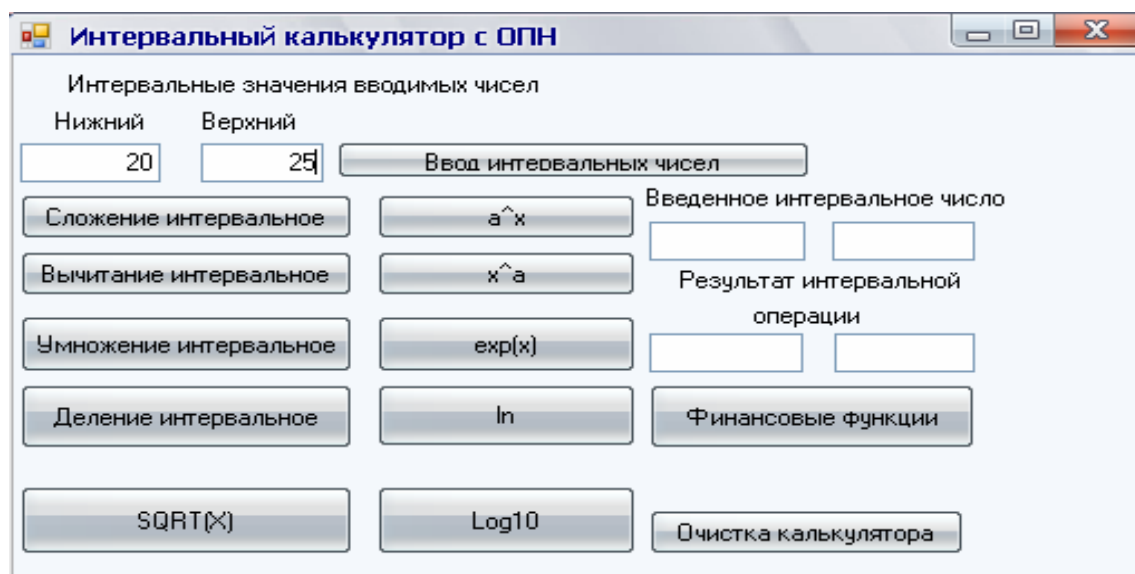 Интервальный калькулятор с ОПН
Интервальные значения вводимых чисел
Нижний Верхний
20 25 Ввод интервальных чисел
Сложение интервальное a^x Введенное интервальное число
Вычитание интервальное x^a Результат интервальной
операции
Умножение интервальное exp(x)
Деление интервальное ln Финансовые функции
SQRT(X) Log10 Очистка калькулятора